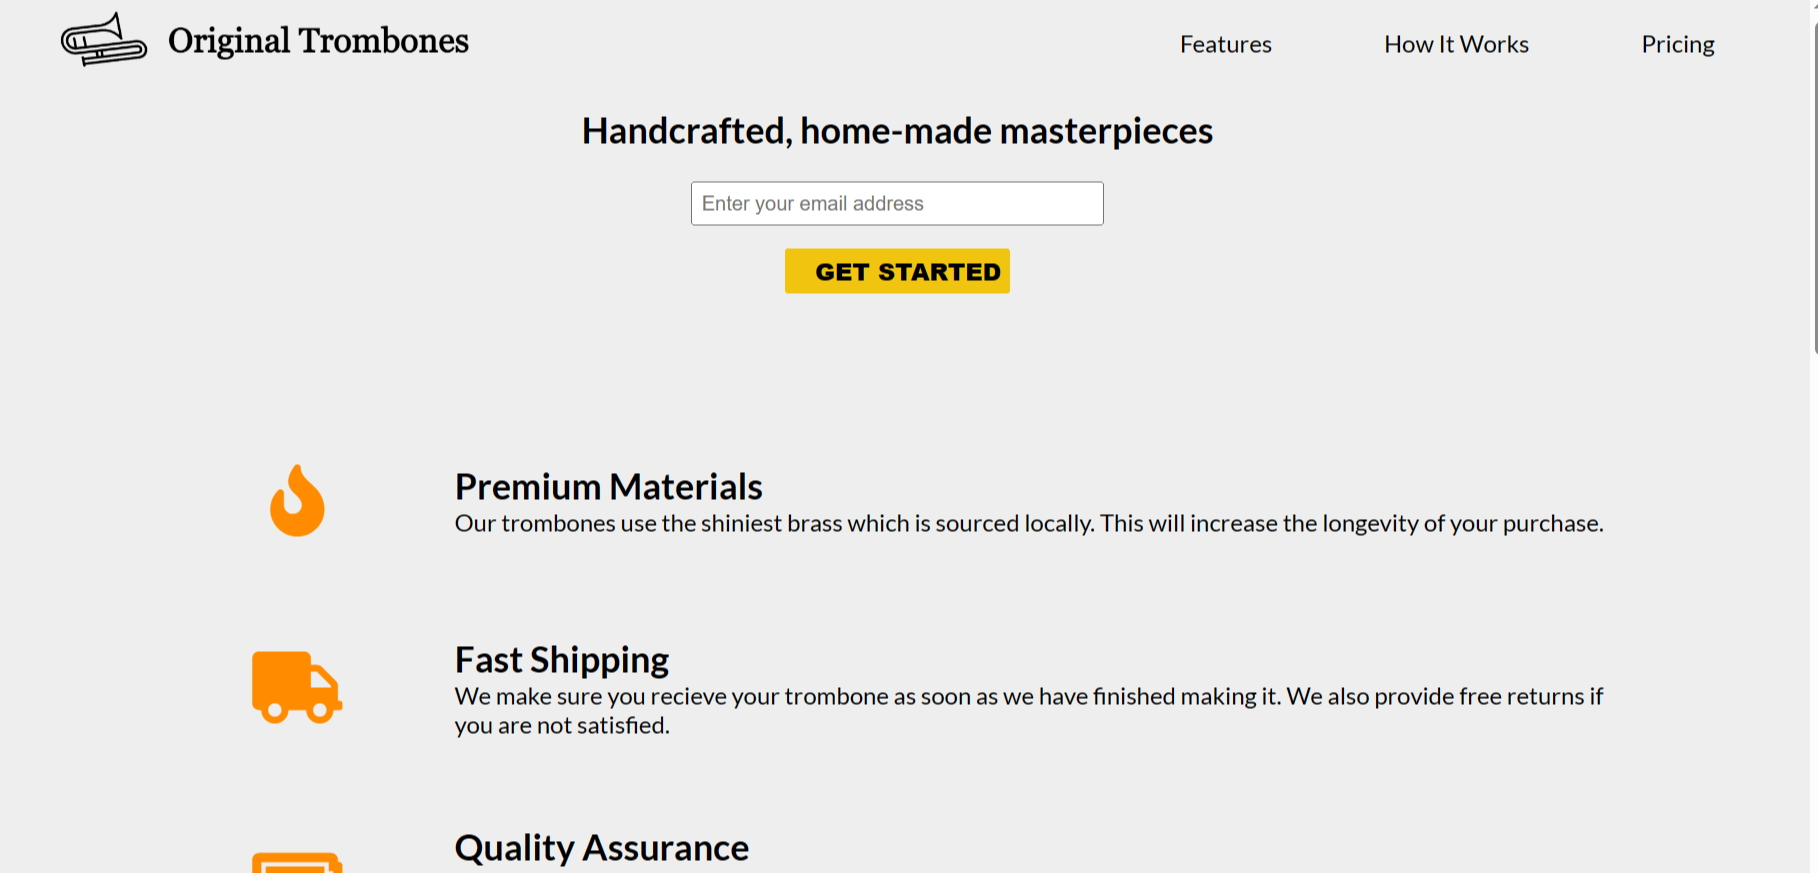 Original Trombones
Features
How It Works
Pricing
Handcrafted, home-made masterpieces
Enter your email address
GET STARTED
Premium Materials
Our trombones use the shiniest brass which is sourced locally. This will increase the longevity of your purchase.
Fast Shipping
We make sure you recieve your trombone as soon as we have finished making it. We also provide free returns if
you are not satisfied.
Quality Assurance